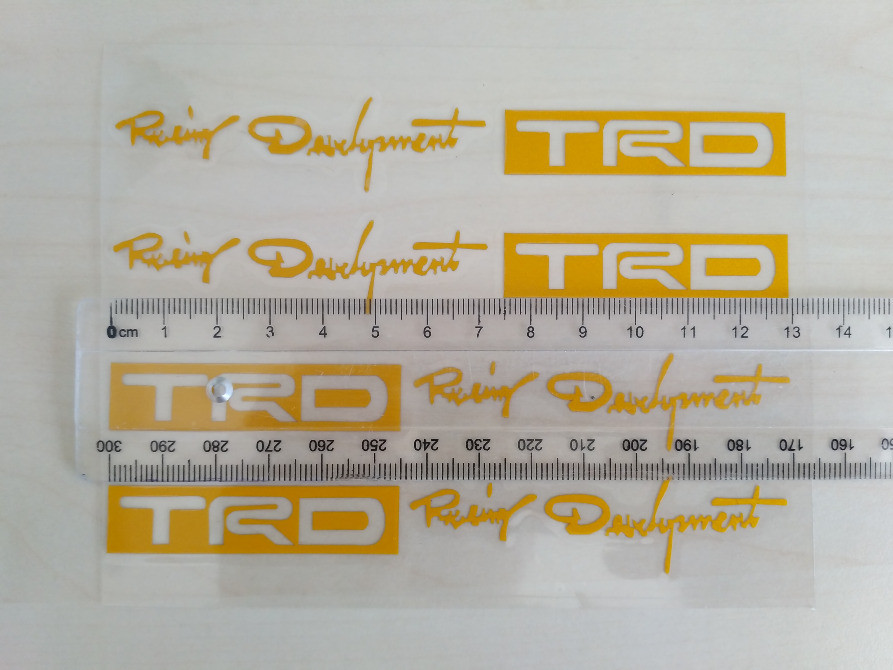 Racing Development TRD
Racing Development TRD
0 cm 1 2 3 4 5 6 7 8 9 10 11 12 13 14
TRD Racing Development
300 290 280 270 260 250 240 230 220 210 200 190 180 170 160
TRD Racing Development